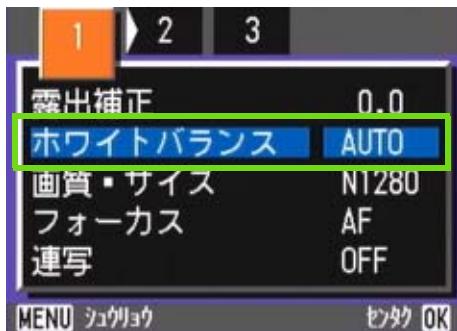 1 2 3
露出補正 0.0
ホワイトバランス AUTO
画質・サイズ N1280
フォーカス AF
連写 OFF
MENU ｼｭｳﾘｮｳ ｾﾝﾀｸ OK